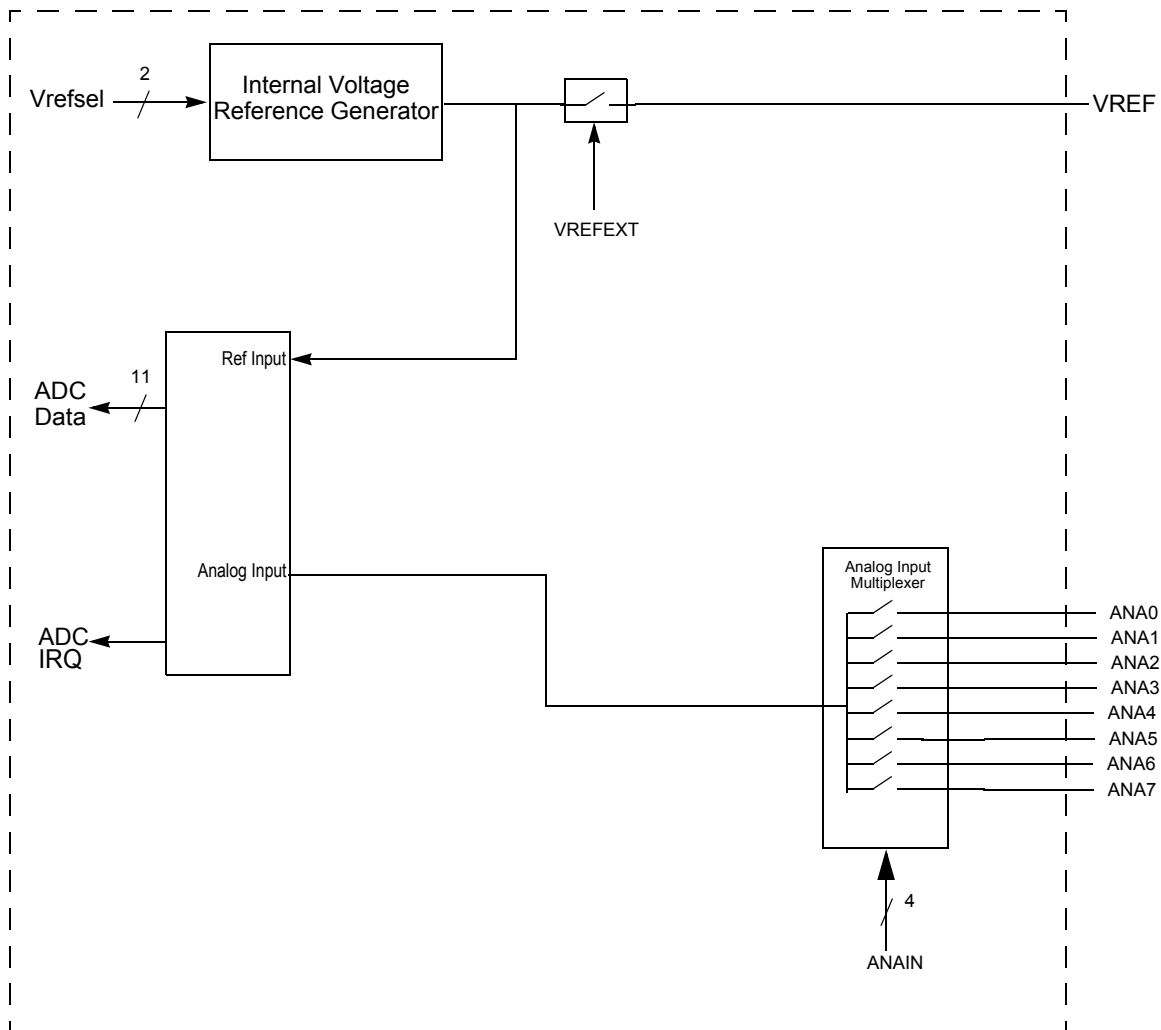 2
Vrefsel
Internal Voltage
Reference Generator
VREF
VREFEXT
Ref Input
11
ADC
Data
Analog Input
ADC
IRQ
Analog Input
Multiplexer
ANA0
ANA1
ANA2
ANA3
ANA4
ANA5
ANA6
ANA7
4
ANAIN